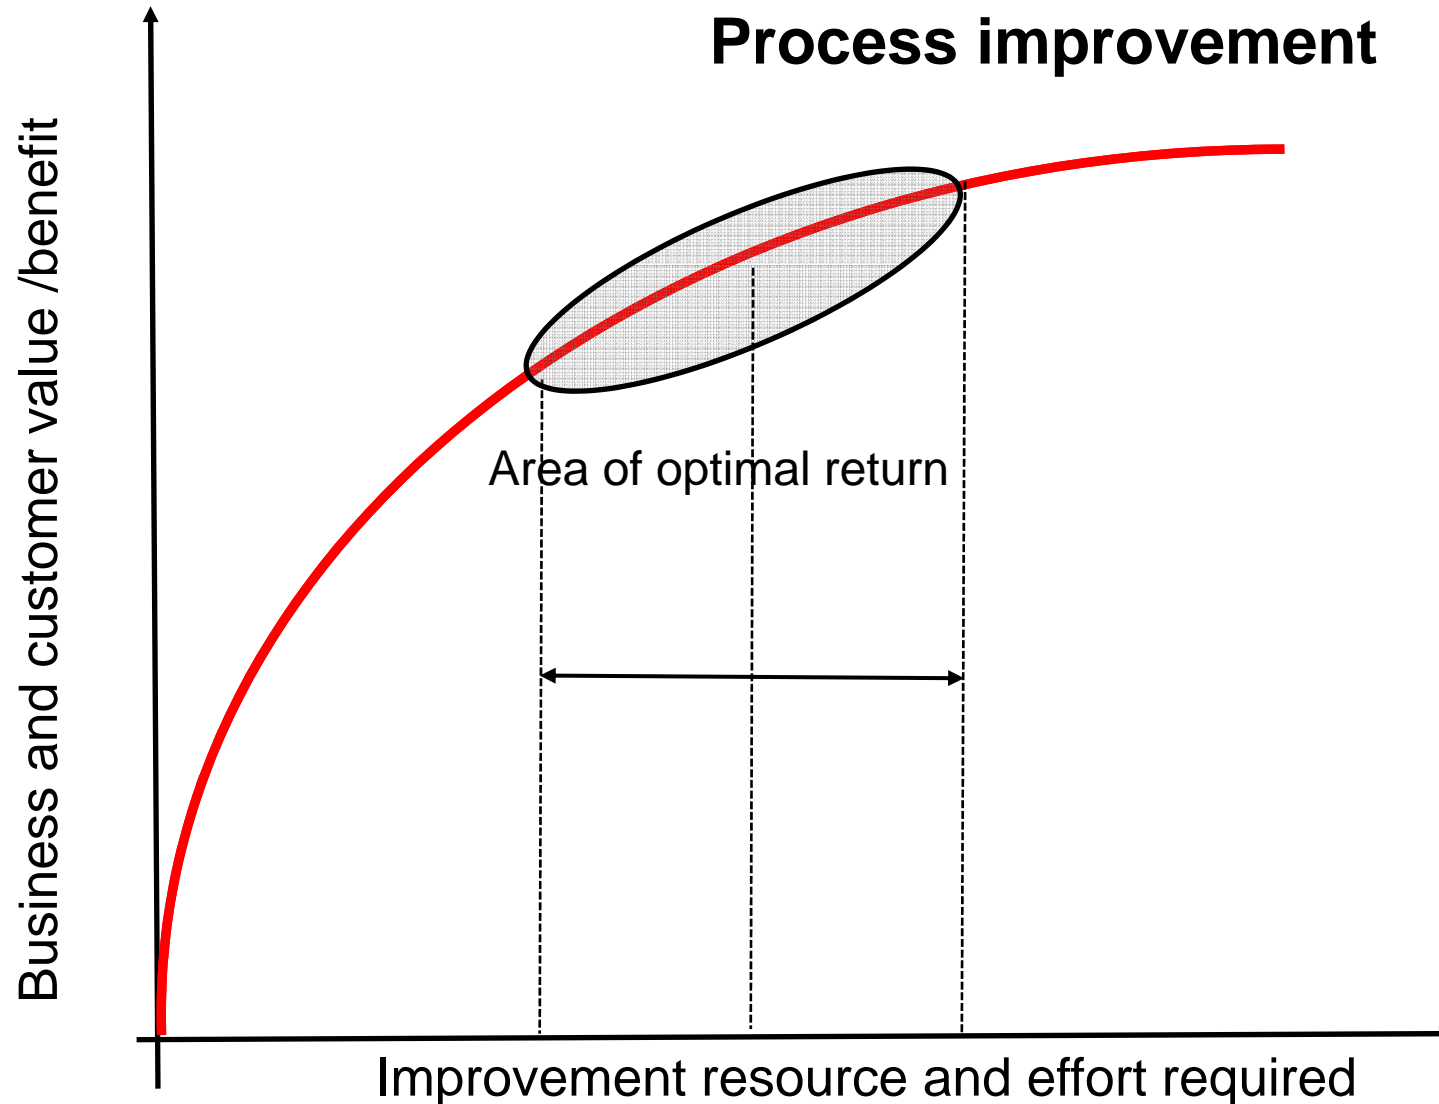 Process improvement
Business and customer value /benefit
Area of optimal return
Improvement resource and effort required